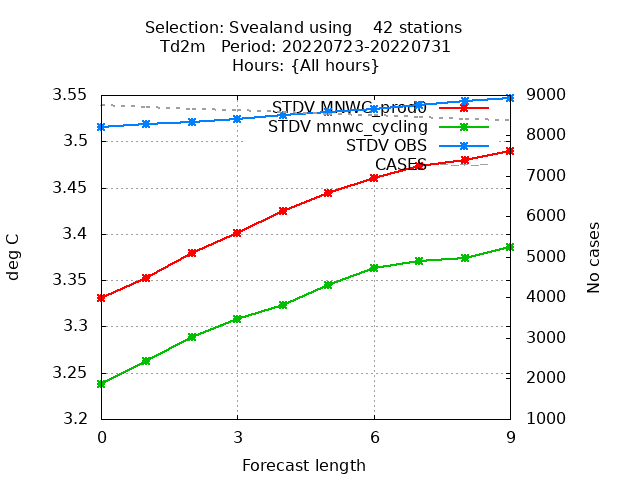 Selection: Svealand using    42 stations
Td2m   Period: 20220723-20220731
Hours: {All hours}
STDV MNWC_prod0
STDV mnwc_cycling
STDV OBS
CASES
3.55
3.5
3.45
3.4
3.35
3.3
3.25
3.2
9000
8000
7000
6000
5000
4000
3000
2000
1000
deg C
No cases
0
3
6
9
Forecast length